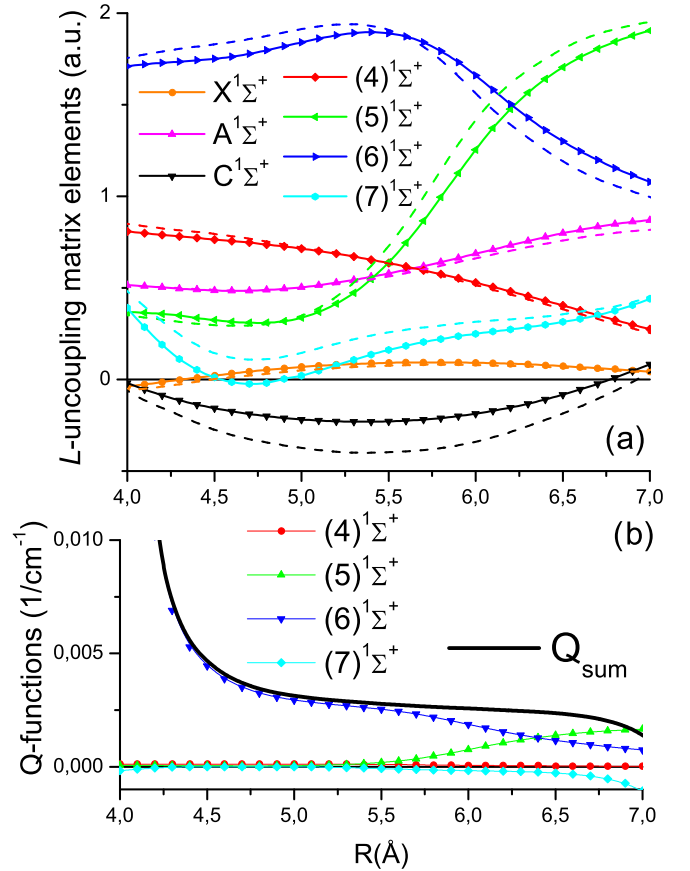 L-uncoupling matrix elements (a.u.)
2
1
0
X¹Σ⁺
A¹Σ⁺
C¹Σ⁺
(4)¹Σ⁺
(5)¹Σ⁺
(6)¹Σ⁺
(7)¹Σ⁺
(a)
4,0 4,5 5,0 5,5 6,0 6,5 7,0
(b)
Q-functions (1/cm⁻¹)
0,010
0,005
0,000
(4)¹Σ⁺
(5)¹Σ⁺
(6)¹Σ⁺
(7)¹Σ⁺
Qsum
4,0 4,5 5,0 5,5 6,0 6,5 7,0
R(Å)